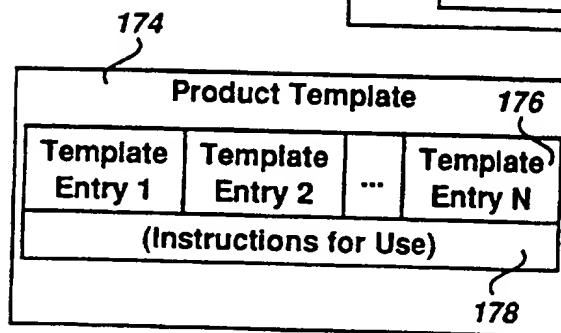 174
Product Template
176
Template Entry 1
Template Entry 2
...
Template Entry N
(Instructions for Use)
178